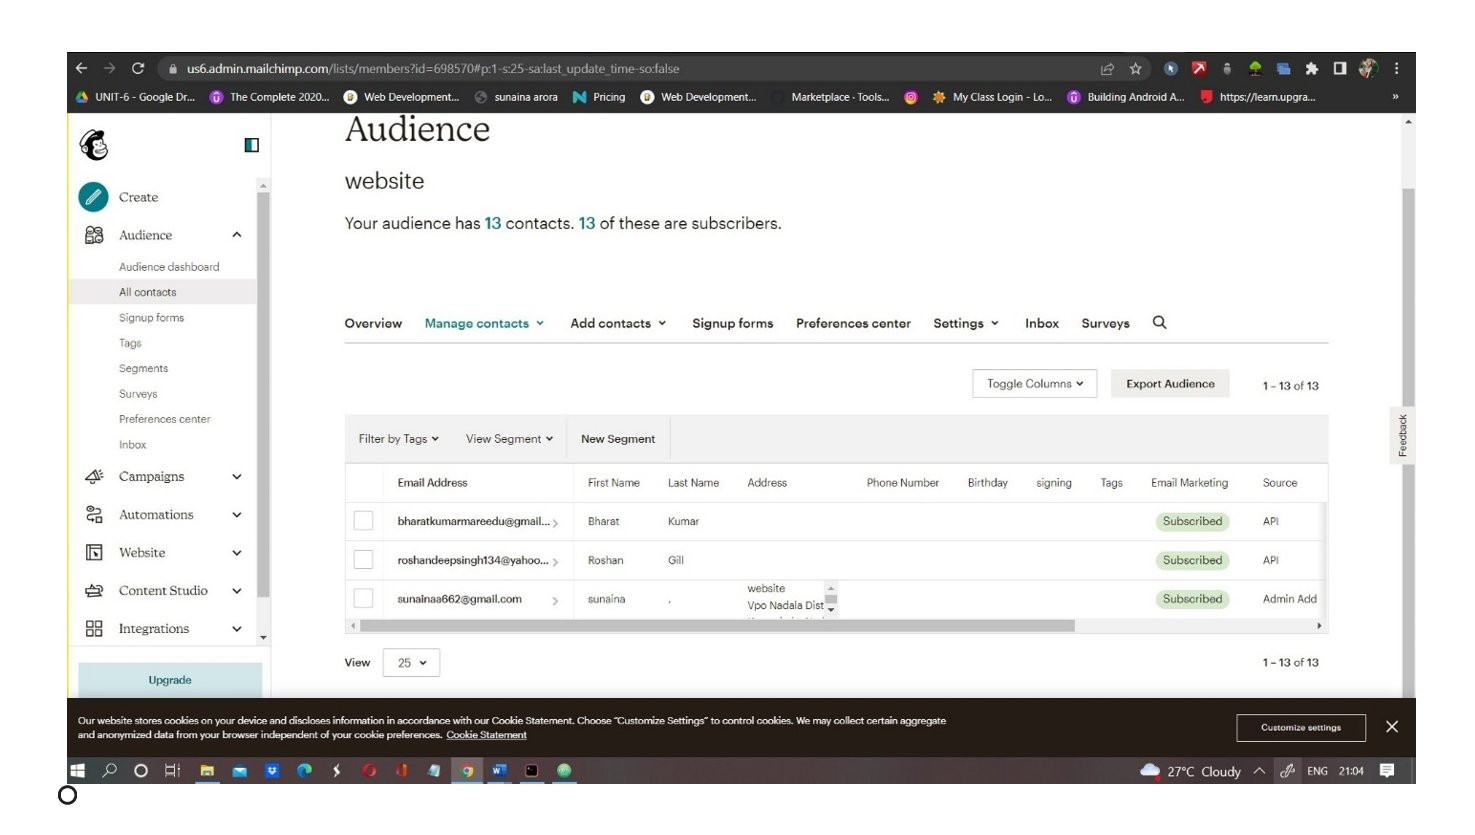 us6.admin.mailchimp.com/lists/members?id=698570#p:1-s:25-sa:last_update_time-so:false
UNIT-6 - Google Dr... The Complete 2020... Web Development... sunaina arora Pricing Web Developmen... Marketplace · Tools... My Class Login - Lo... Building Android A... https://learn.upgra... »
Audience
website
Your audience has 13 contacts. 13 of these are subscribers.
Create
Audience
Audience dashboard
All contacts
Signup forms
Tags
Segments
Surveys
Preferences center
Inbox
Campaigns
Automations
Website
Content Studio
Integrations
Upgrade
Overview Manage contacts Add contacts Signup forms Preferences center Settings Inbox Surveys
Toggle Columns Export Audience 1 – 13 of 13
Filter by Tags View Segment New Segment
Email Address First Name Last Name Address Phone Number Birthday signing Tags Email Marketing Source
bharatkumarmareedu@gmail... Bharat Kumar Subscribed API
roshandeepsingh134@yahoo... Roshan Gill Subscribed API
sunainaa662@gmail.com sunaina . website Subscribed Admin Add
Vpo Nadala Dist
View 25 1 – 13 of 13
Feedback
Our website stores cookies on your device and discloses information in accordance with our Cookie Statement. Choose "Customize Settings" to control cookies. We may collect certain aggregate
and anonymized data from your browser independent of your cookie preferences. Cookie Statement
Customize settings
27°C Cloudy ENG 21:04